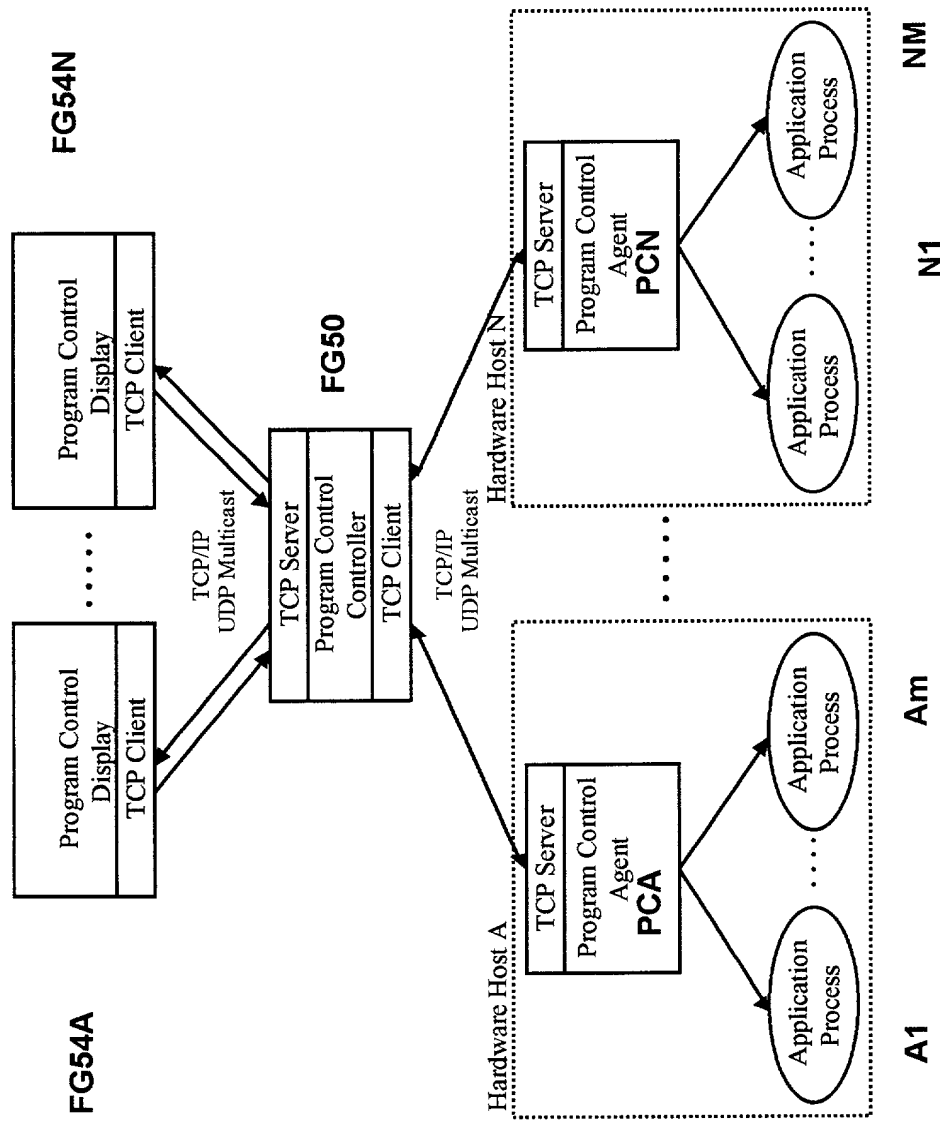 FG54A
FG54N
Program Control
Display
TCP Client
. . . . .
Program Control
Display
TCP Client
TCP/IP
UDP Multicast
FG50
TCP Server
Program Control
Controller
TCP Client
TCP/IP
UDP Multicast
Hardware Host A
TCP Server
Program Control
Agent
PCA
Application
Process
. . . . .
Application
Process
A1
Am
. . . . .
Hardware Host N
TCP Server
Program Control
Agent
PCN
Application
Process
. . . . .
Application
Process
N1
NM